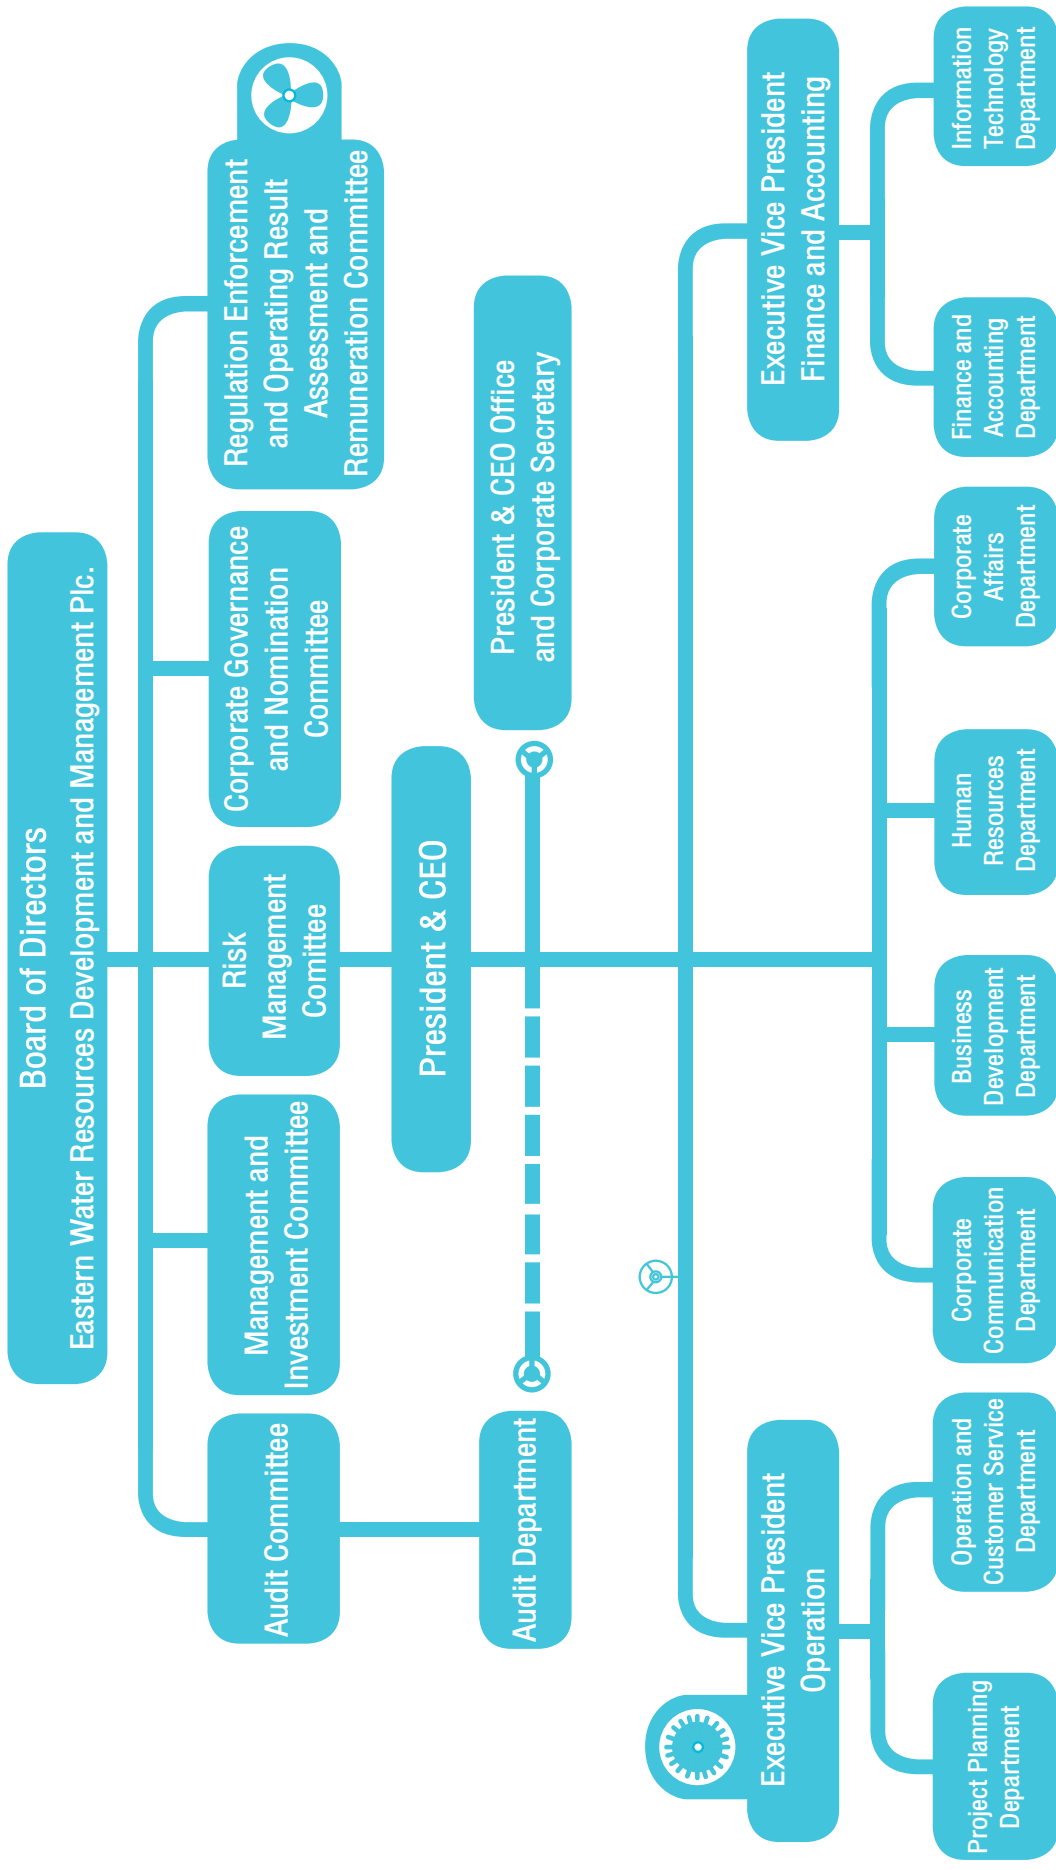 Board of Directors
Eastern Water Resources Development and Management Plc.
Audit Committee
Management and
Investment Committee
Risk
Management
Comittee
Corporate Governance
and Nomination
Committee
Regulation Enforcement
and Operating Result
Assessment and
Remuneration Committee
President & CEO
Audit Department
President & CEO Office
and Corporate Secretary
Executive Vice President
Operation
Executive Vice President
Finance and Accounting
Project Planning
Department
Operation and
Customer Service
Department
Corporate
Communication
Department
Business
Development
Department
Human
Resources
Department
Corporate
Affairs
Department
Finance and
Accounting
Department
Information
Technology
Department